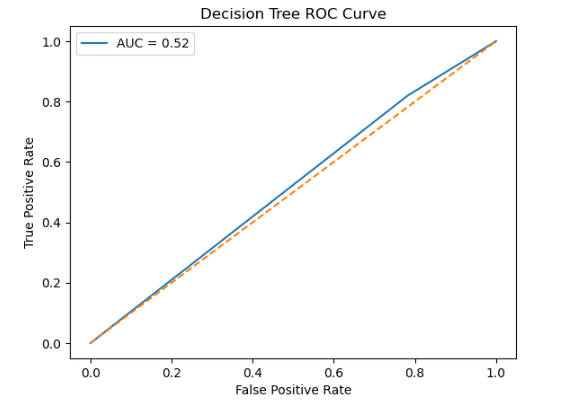 Decision Tree ROC Curve
AUC = 0.52
True Positive Rate
1.0
0.8
0.6
0.4
0.2
0.0
0.0 0.2 0.4 0.6 0.8 1.0
False Positive Rate